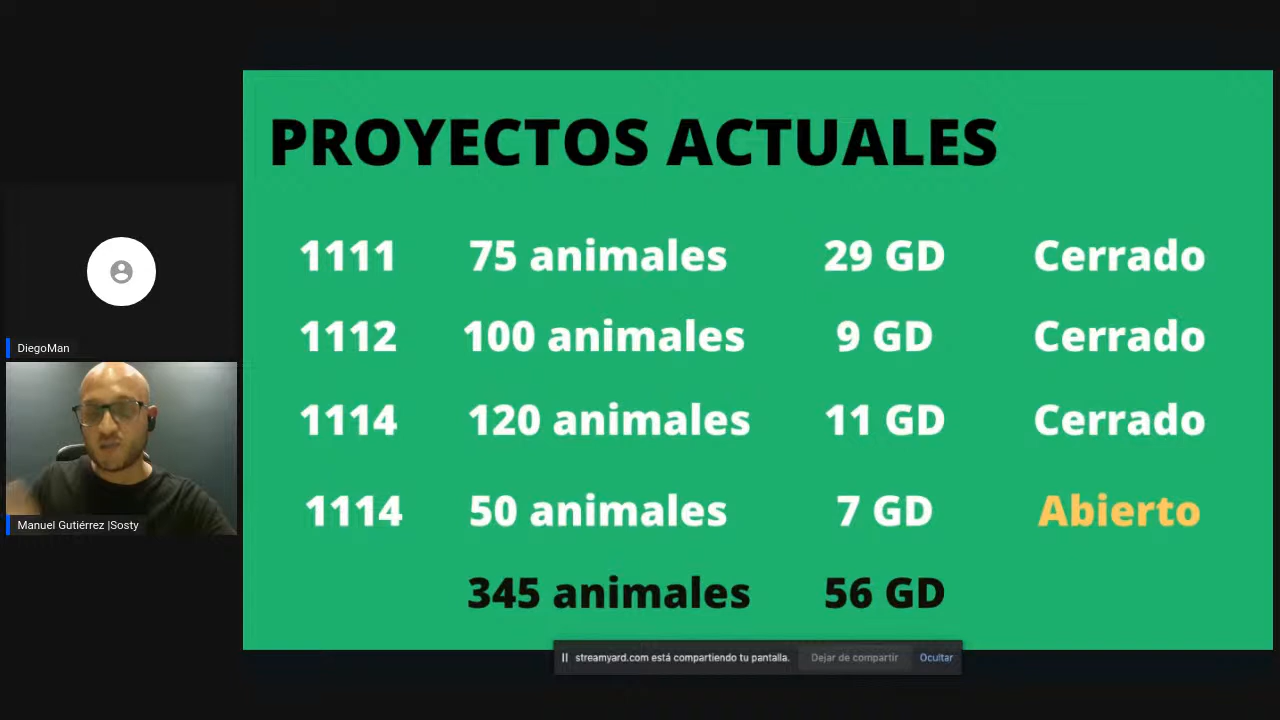 PROYECTOS ACTUALES
1111 75 animales 29 GD Cerrado
1112 100 animales 9 GD Cerrado
1114 120 animales 11 GD Cerrado
1114 50 animales 7 GD Abierto
345 animales 56 GD
DiegoMan
Manuel Gutiérrez |Sosty
streamyard.com está compartiendo tu pantalla. Dejar de compartir Ocultar